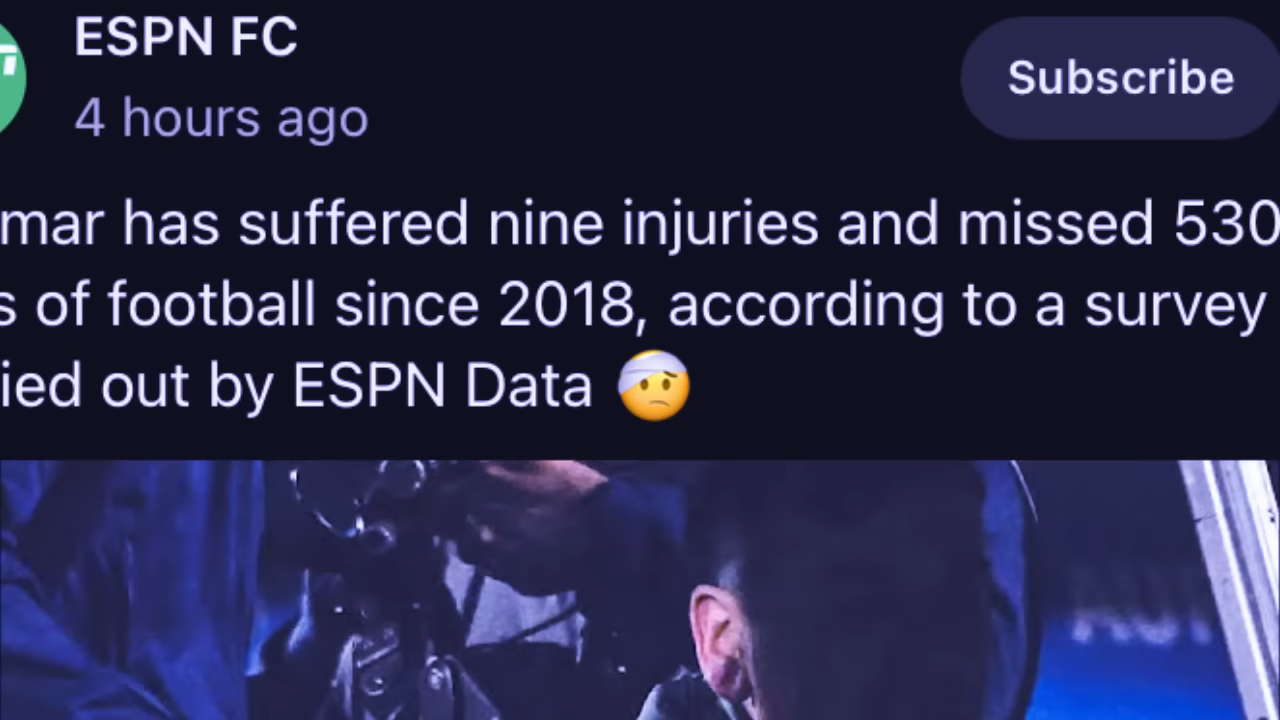 ESPN FC
4 hours ago
Subscribe
mar has suffered nine injuries and missed 530
s of football since 2018, according to a survey
ied out by ESPN Data 🤕